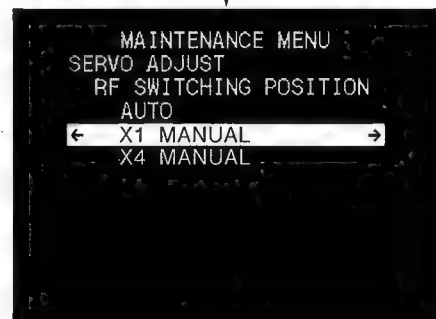 MAINTENANCE MENU
SERVO ADJUST
RF SWITCHING POSITION
AUTO
← X1 MANUAL →
X4 MANUAL